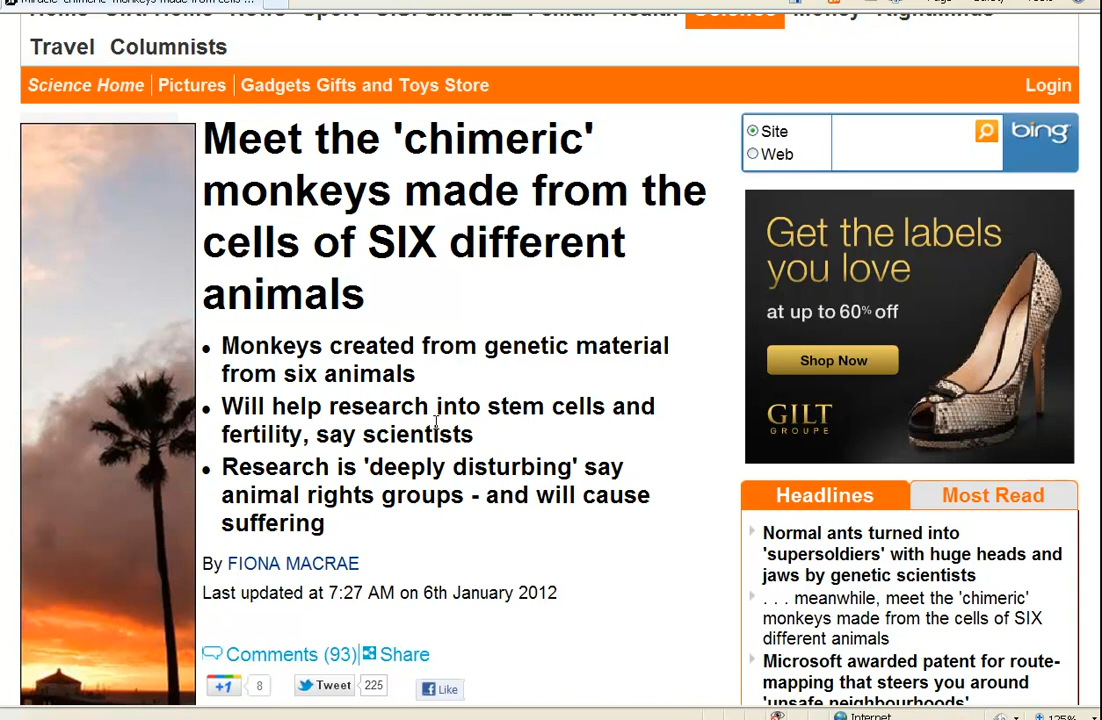 Miracle 'chimeric' monkeys made from cells ...
Home News Sport Femail Health Science Money RightMinds
Travel Columnists
Science Home Pictures Gadgets Gifts and Toys Store Login
Meet the 'chimeric'
monkeys made from the
cells of SIX different
animals
• Monkeys created from genetic material
from six animals
• Will help research into stem cells and
fertility, say scientists
• Research is 'deeply disturbing' say
animal rights groups - and will cause
suffering
By FIONA MACRAE
Last updated at 7:27 AM on 6th January 2012
Comments (93) Share
+1 8 Tweet 225 Like
Site
Web
bing
Get the labels
you love
at up to 60% off
Shop Now
GILT
GROUPE
Headlines Most Read
Normal ants turned into
'supersoldiers' with huge heads and
jaws by genetic scientists
. . . meanwhile, meet the 'chimeric'
monkeys made from the cells of SIX
different animals
Microsoft awarded patent for route-
mapping that steers you around
'unsafe neighbourhoods'
Internet
125%